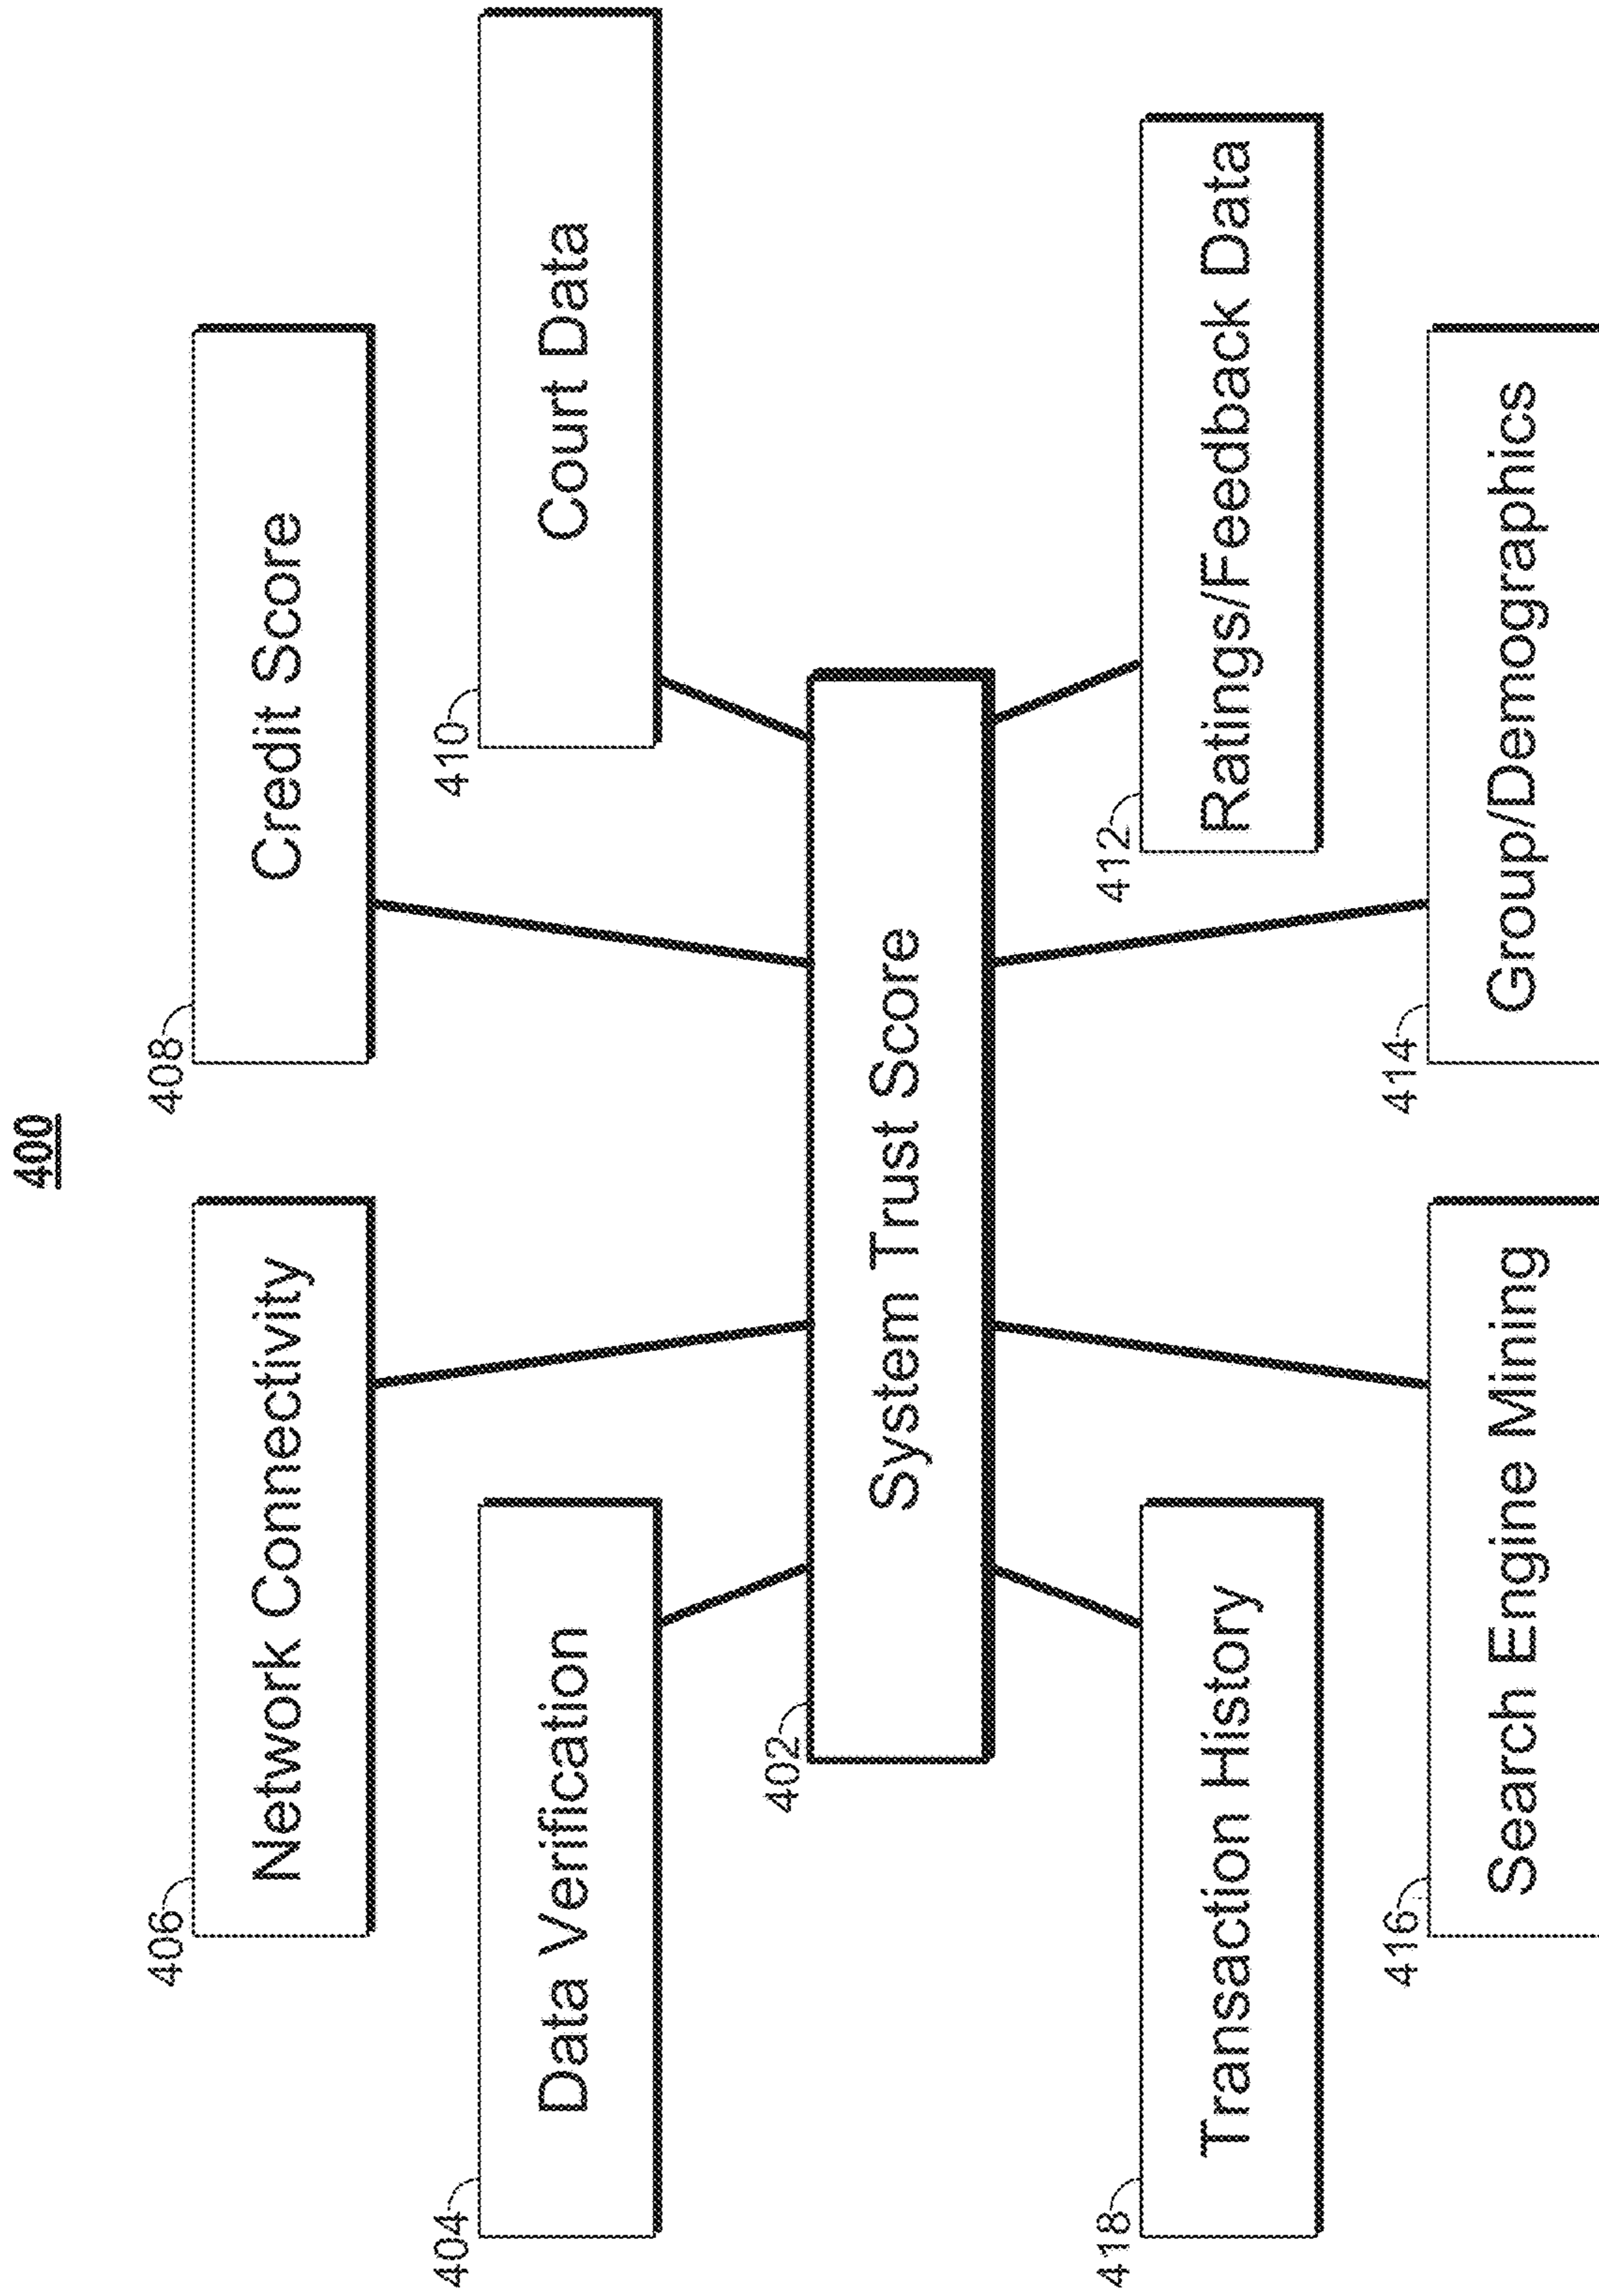 400
406
Network Connectivity
408
Credit Score
404
Data Verification
410
Court Data
402
System Trust Score
418
Transaction History
412
Ratings/Feedback Data
416
Search Engine Mining
414
Group/Demographics